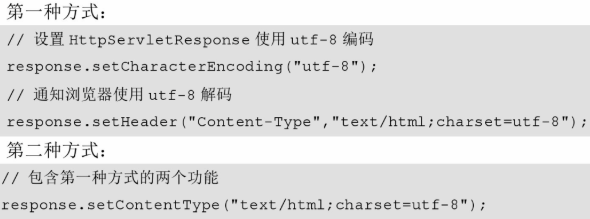 第一种方式：
// 设置 HttpServletResponse 使用 utf-8 编码
response.setCharacterEncoding("utf-8");
// 通知浏览器使用 utf-8 解码
response.setHeader("Content-Type","text/html;charset=utf-8");
第二种方式：
// 包含第一种方式的两个功能
response.setContentType("text/html;charset=utf-8");